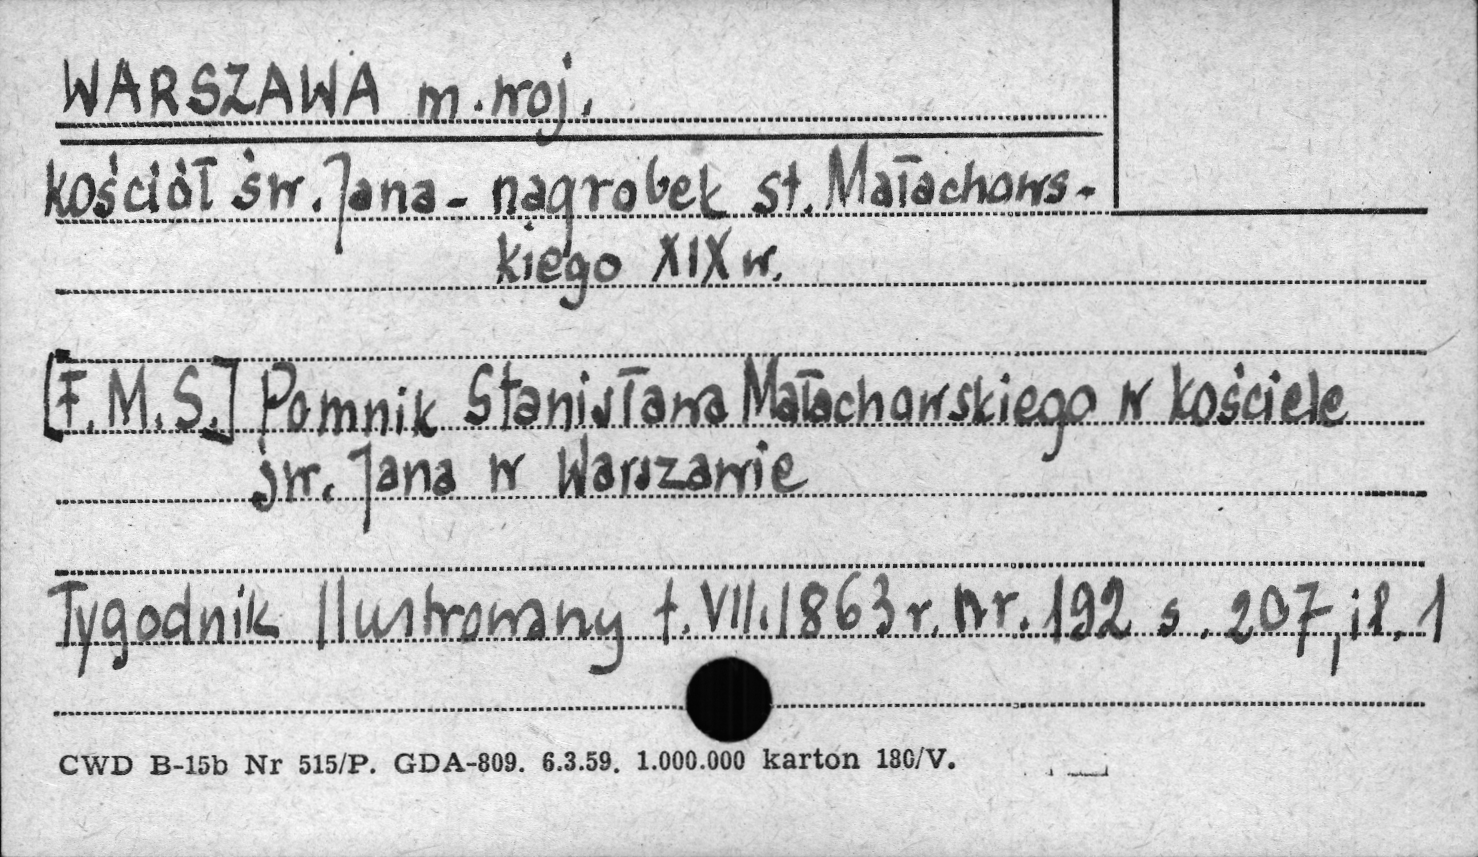 WARSZAWA m. woj.
kościół św. Jana - nagrobek st. Małachows-
kiego XIX w.
[F.M.S.] Pomnik Stanisława Małachowskiego w kościele
św. Jana w Warszawie
Tygodnik Ilustrowany t. VII. 1863 r. nr. 192 s. 207, il. 1
CWD B-15b Nr 515/P. GDA-809. 6.3.59. 1.000.000 karton 180/V.